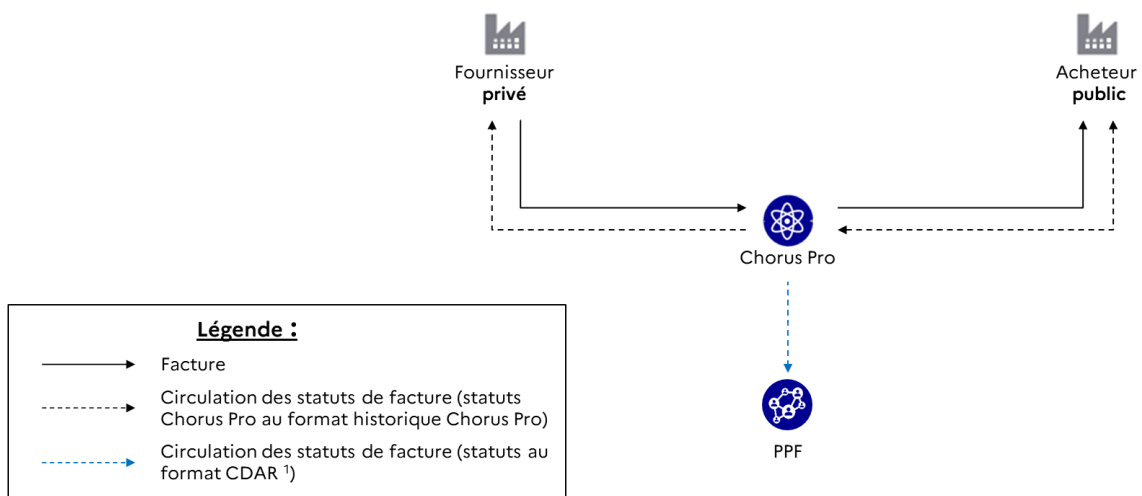 Fournisseur
privé
Acheteur
public
Chorus Pro
Légende :
Facture
Circulation des statuts de facture (statuts
Chorus Pro au format historique Chorus Pro)
Circulation des statuts de facture (statuts au
format CDAR ¹)
PPF